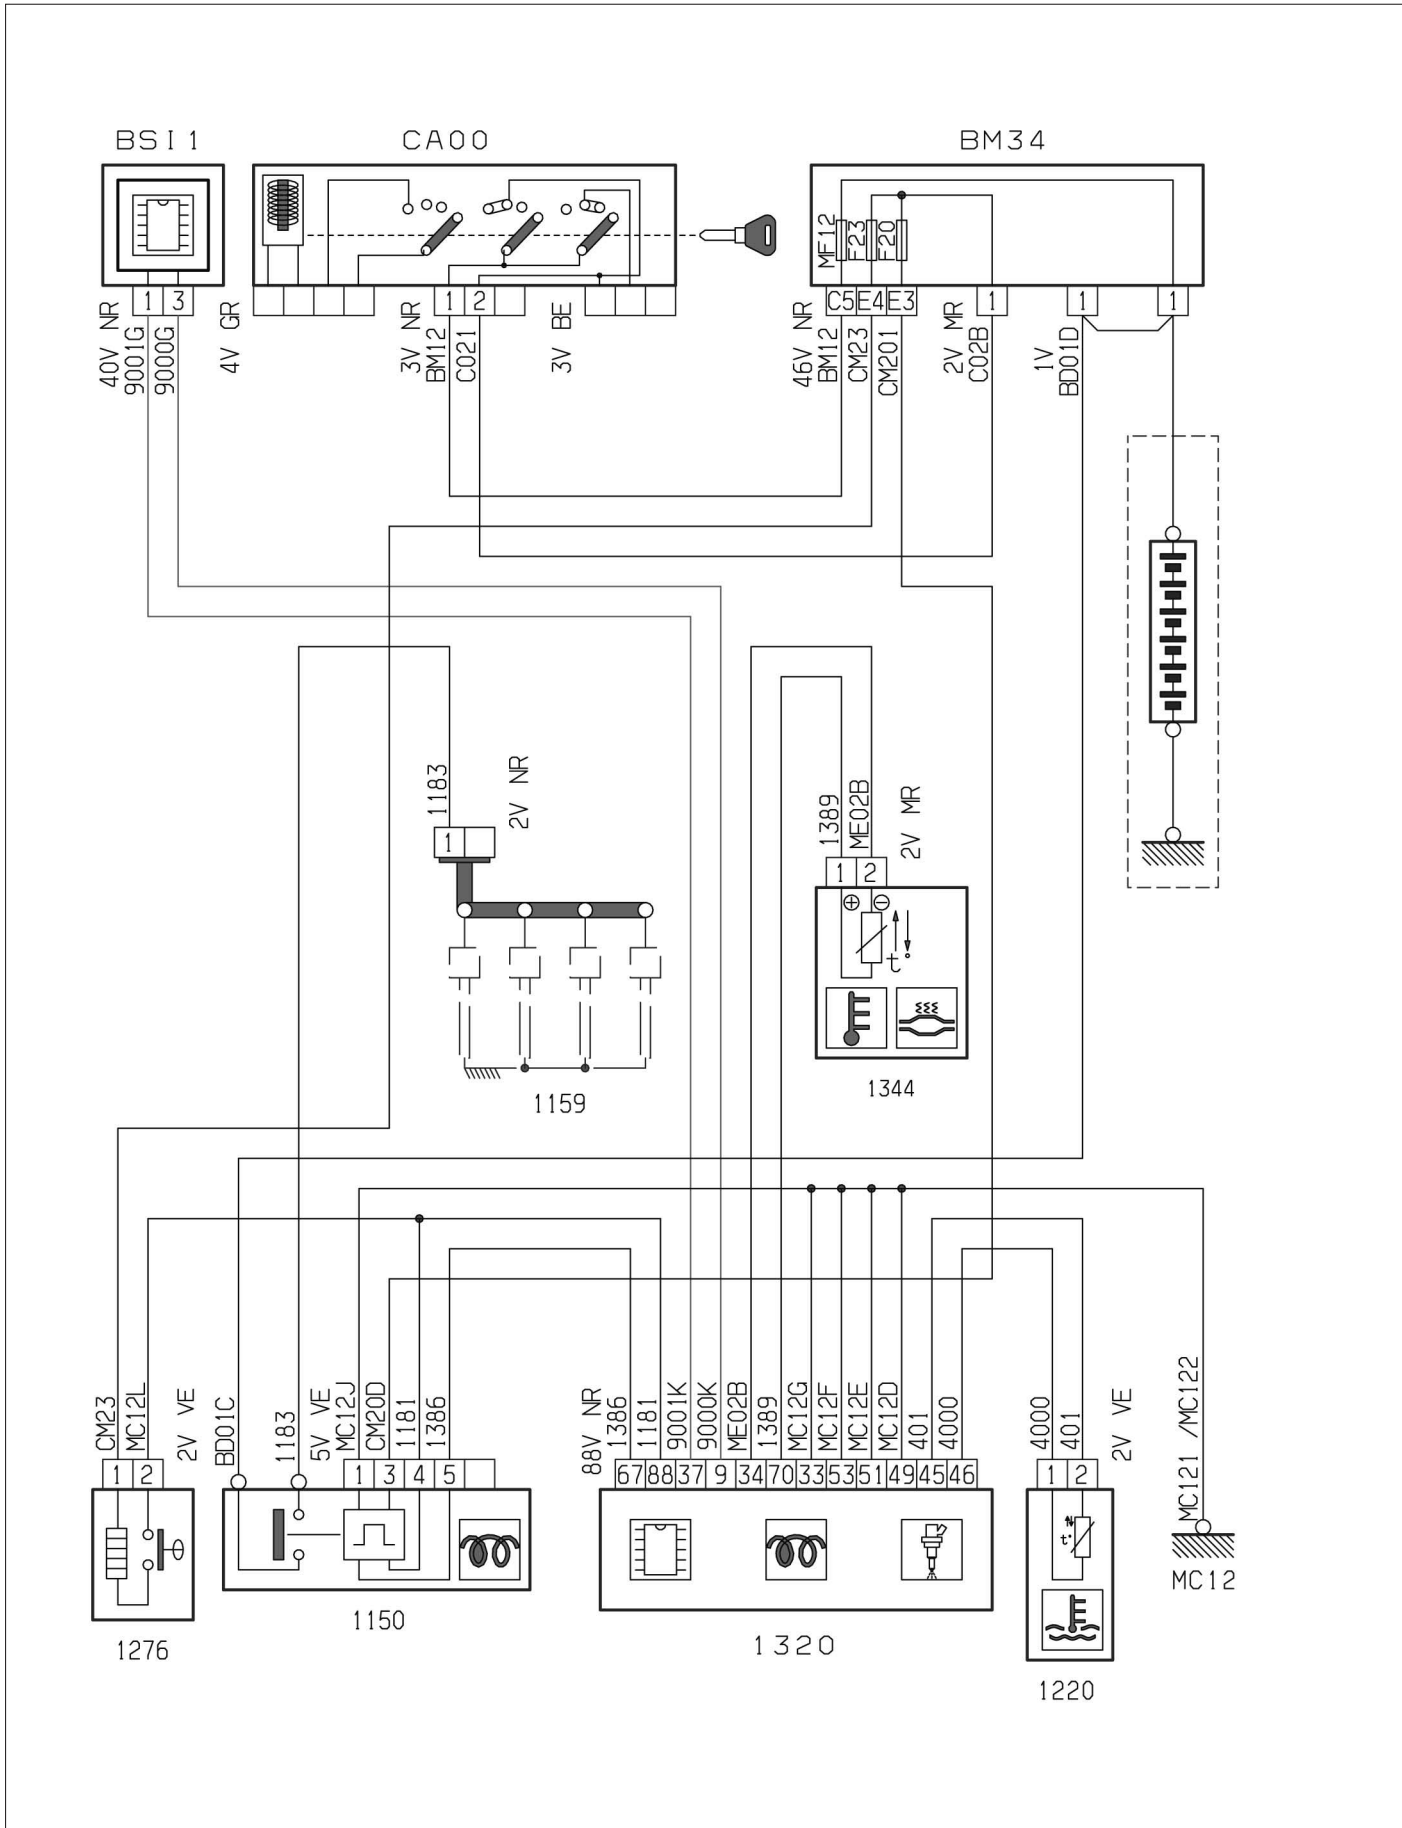 BSI1
CA00
BM34
MF12
F23
F20
1 3
1 2
C5 E4 E3
1
1
1
40V NR
9001G
9000G
4V GR
3V NR
BM12
C021
3V BE
46V NR
BM12
CM23
CM201
2V MR
C02B
1V
BD01D
1183
2V NR
1
1389
ME02B
2V MR
1 2
+ -
t°
1344
1159
CM23
MC12L
2V VE
BD01C
1183
5V VE
MC12J
CM20D
1181
1386
88V NR
1386
1181
9001K
9000K
ME02B
1389
MC12G
MC12F
MC12E
MC12D
401
4000
4000
401
2V VE
MC121 /MC122
1 2
1 3 4 5
67 88 37 9 34 70 33 53 51 49 45 46
1 2
t°
MC12
1276
1150
1320
1220